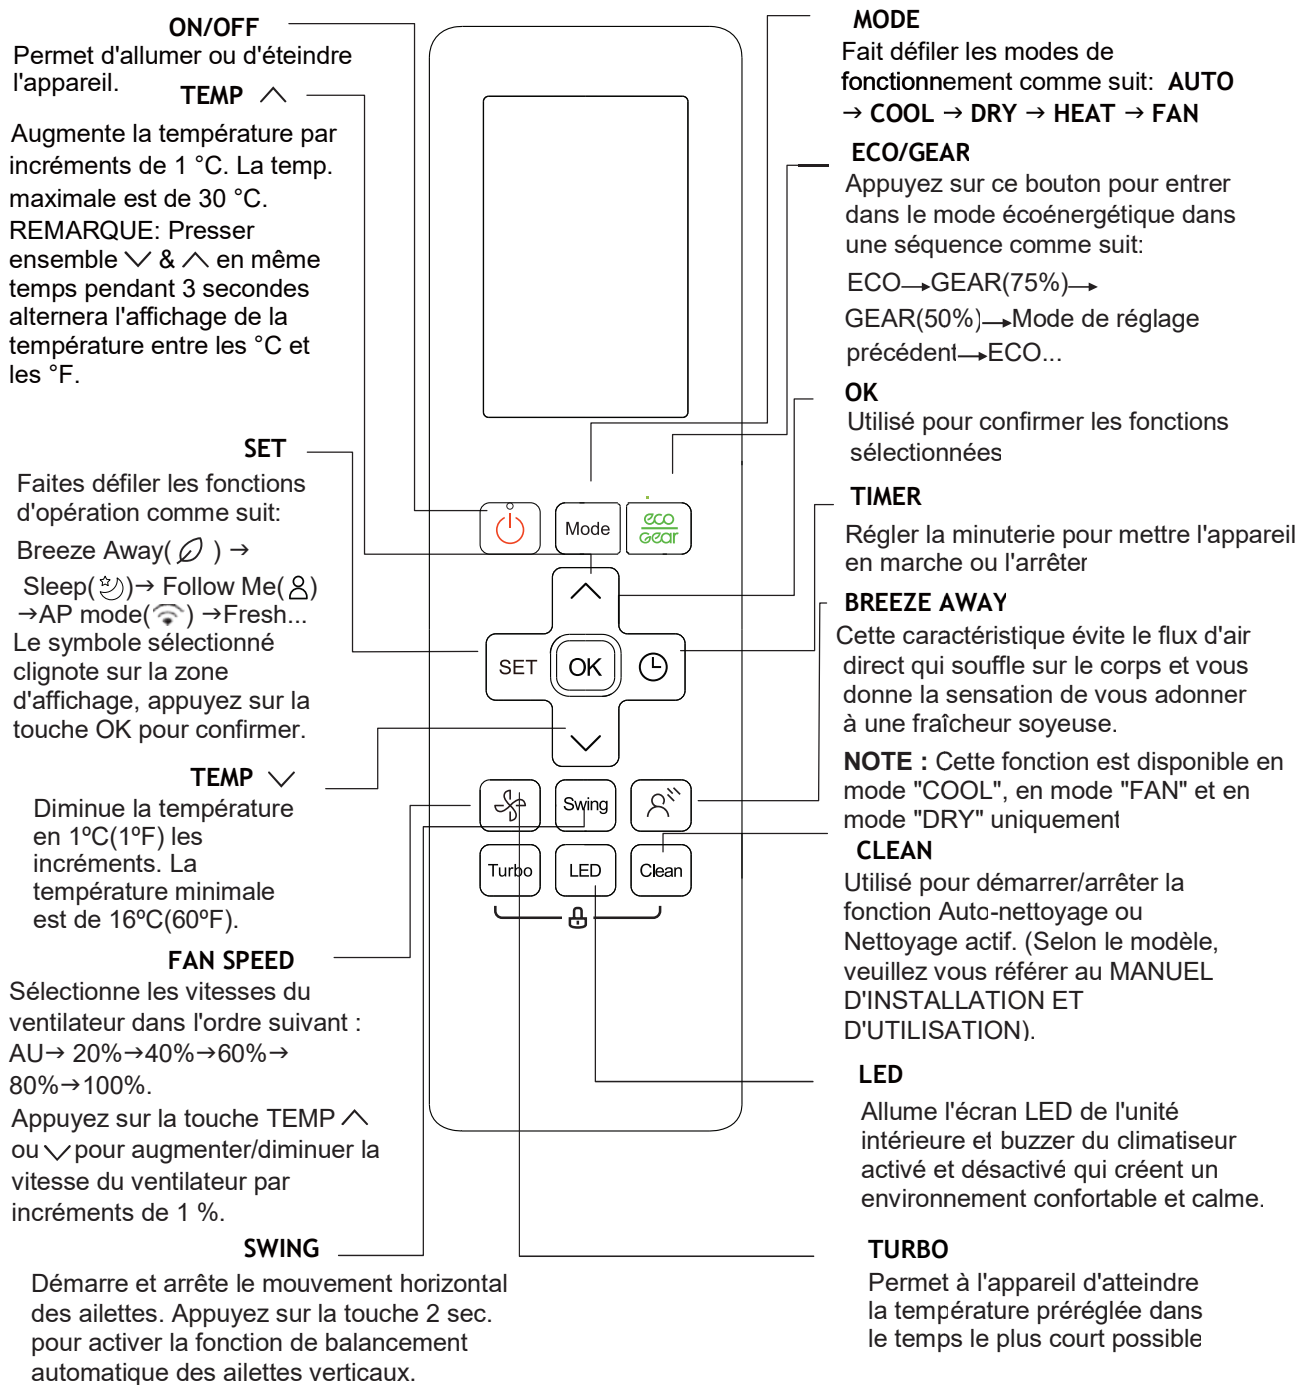 ON/OFF
Permet d'allumer ou d'éteindre
l'appareil.
TEMP ︿
Augmente la température par
incréments de 1 °C. La temp.
maximale est de 30 °C.
REMARQUE: Presser
ensemble ﹀ & ︿ en même
temps pendant 3 secondes
alternera l'affichage de la
température entre les °C et
les °F.
SET
Faites défiler les fonctions
d'opération comme suit:
Breeze Away( ) →
Sleep( )→ Follow Me( )
→AP mode( ) →Fresh...
Le symbole sélectionné
clignote sur la zone
d'affichage, appuyez sur la
touche OK pour confirmer.
TEMP ﹀
Diminue la température
en 1ºC(1ºF) les
incréments. La
température minimale
est de 16ºC(60ºF).
FAN SPEED
Sélectionne les vitesses du
ventilateur dans l'ordre suivant :
AU→ 20%→40%→60%→
80%→100%.
Appuyez sur la touche TEMP ︿
ou ﹀ pour augmenter/diminuer la
vitesse du ventilateur par
incréments de 1 %.
SWING
Démarre et arrête le mouvement horizontal
des ailettes. Appuyez sur la touche 2 sec.
pour activer la fonction de balancement
automatique des ailettes verticaux.
Mode
eco
Gear
SET
OK
Swing
Turbo
LED
Clean
MODE
Fait défiler les modes de
fonctionnement comme suit: AUTO
→ COOL → DRY → HEAT → FAN
ECO/GEAR
Appuyez sur ce bouton pour entrer
dans le mode écoénergétique dans
une séquence comme suit:
ECO→GEAR(75%)→
GEAR(50%)→Mode de réglage
précédent→ECO...
OK
Utilisé pour confirmer les fonctions
sélectionnées
TIMER
Régler la minuterie pour mettre l'appareil
en marche ou l'arrêter
BREEZE AWAY
Cette caractéristique évite le flux d'air
direct qui souffle sur le corps et vous
donne la sensation de vous adonner
à une fraîcheur soyeuse.
NOTE : Cette fonction est disponible en
mode "COOL", en mode "FAN" et en
mode "DRY" uniquement
CLEAN
Utilisé pour démarrer/arrêter la
fonction Auto-nettoyage ou
Nettoyage actif. (Selon le modèle,
veuillez vous référer au MANUEL
D'INSTALLATION ET
D'UTILISATION).
LED
Allume l'écran LED de l'unité
intérieure et buzzer du climatiseur
activé et désactivé qui créent un
environnement confortable et calme.
TURBO
Permet à l'appareil d'atteindre
la température préréglée dans
le temps le plus court possible